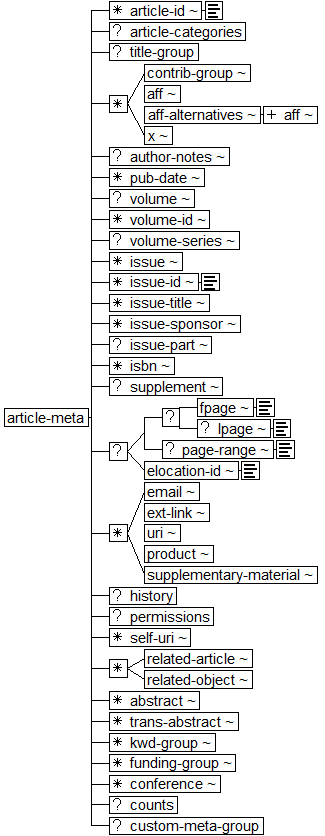 * article-id ~
? article-categories
? title-group
*
contrib-group ~
aff ~
aff-alternatives ~ + aff ~
x ~
? author-notes ~
* pub-date ~
? volume ~
* volume-id ~
? volume-series ~
* issue ~
* issue-id ~
* issue-title ~
* issue-sponsor ~
? issue-part ~
* isbn ~
? supplement ~
article-meta
?
?
fpage ~
? lpage ~
? page-range ~
elocation-id ~
*
email ~
ext-link ~
uri ~
product ~
supplementary-material ~
? history
? permissions
* self-uri ~
*
related-article ~
related-object ~
* abstract ~
* trans-abstract ~
* kwd-group ~
* funding-group ~
* conference ~
? counts
? custom-meta-group